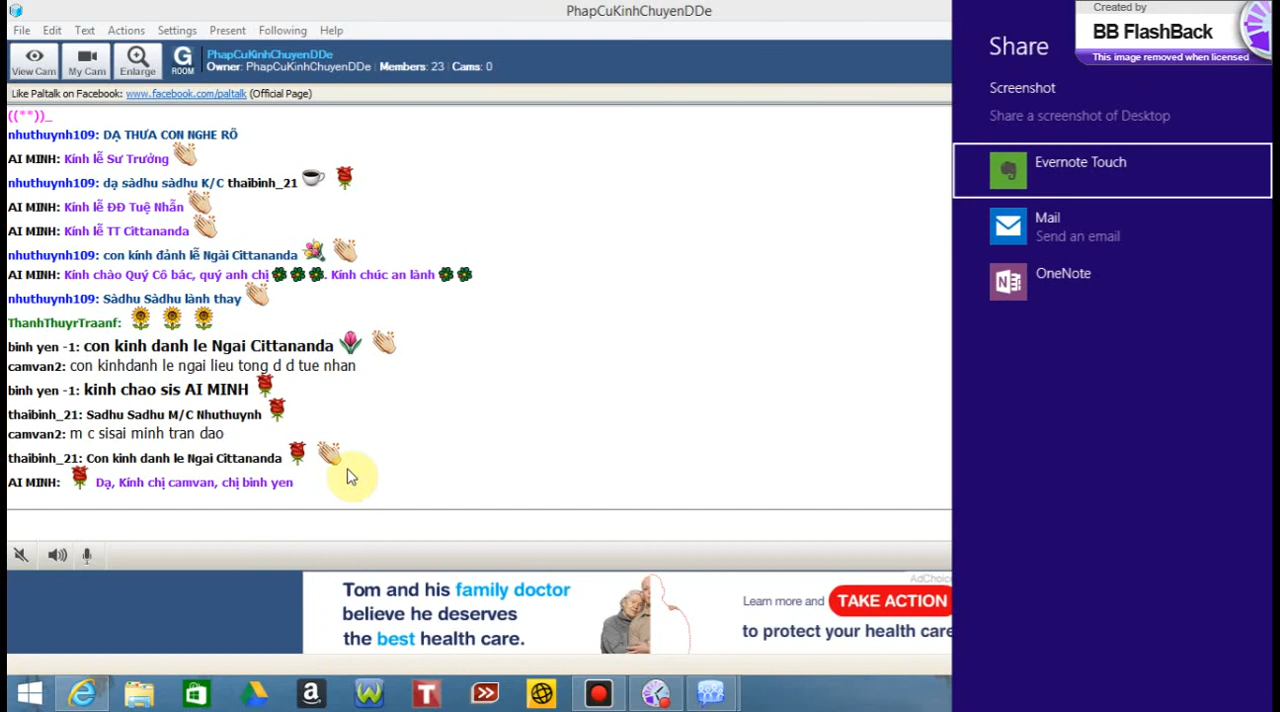 PhapCuKinhChuyenDDe
File Edit Text Actions Settings Present Following Help
View Cam
My Cam
Enlarge
G
ROOM
PhapCuKinhChuyenDDe
Owner: PhapCuKinhChuyenDDe Members: 23 Cams: 0
Like Paltalk on Facebook: www.facebook.com/paltalk (Official Page)
((**))_
nhuthuynh109: DẠ THƯA CON NGHE RÕ
AI MINH: Kính lễ Sư Trưởng
nhuthuynh109: dạ sàdhu sàdhu K/C thaibinh_21
AI MINH: Kính lễ ĐĐ Tuệ Nhẫn
AI MINH: Kính lễ TT Cittananda
nhuthuynh109: con kính đảnh lễ Ngài Cittananda
AI MINH: Kính chào Quý Cô bác, quý anh chị . Kính chúc an lành
nhuthuynh109: Sàdhu Sàdhu lành thay
ThanhThuyrTraanf:
binh yen -1: con kinh danh le Ngai Cittananda
camvan2: con kinhdanh le ngai lieu tong d d tue nhan
binh yen -1: kinh chao sis AI MINH
thaibinh_21: Sadhu Sadhu M/C Nhuthuynh
camvan2: m c sisai minh tran dao
thaibinh_21: Con kinh danh le Ngai Cittananda
AI MINH: Dạ, Kính chị camvan, chị bình yen
AdChoic
Tom and his family doctor
believe he deserves
the best health care.
Learn more and TAKE ACTION
to protect your health care
Share
Created by
BB FlashBack
This image removed when licensed
Screenshot
Share a screenshot of Desktop
Evernote Touch
Mail
Send an email
OneNote